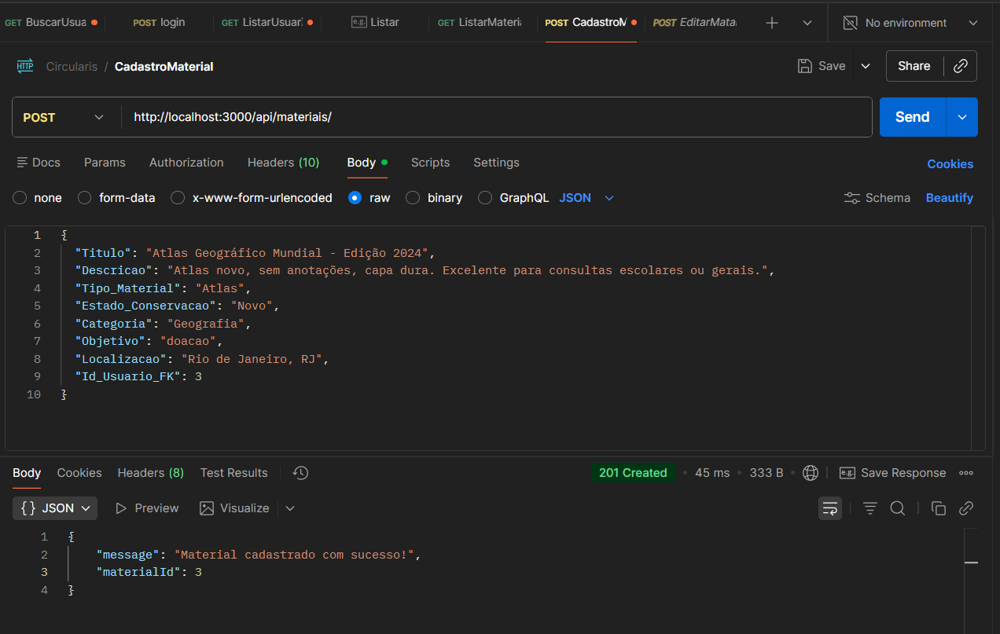 GET BuscarUsua
POST login
GET ListarUsuari
e.g. Listar
GET ListarMateria
POST CadastroM
POST EditarMatai
No environment
HTTP Circularis / CadastroMaterial
Save
Share
POST
http://localhost:3000/api/materiais/
Send
Docs
Params
Authorization
Headers (10)
Body
Scripts
Settings
Cookies
none
form-data
x-www-form-urlencoded
raw
binary
GraphQL
JSON
Schema
Beautify
1 {
2 "Titulo": "Atlas Geográfico Mundial - Edição 2024",
3 "Descricao": "Atlas novo, sem anotações, capa dura. Excelente para consultas escolares ou gerais.",
4 "Tipo_Material": "Atlas",
5 "Estado_Conservacao": "Novo",
6 "Categoria": "Geografia",
7 "Objetivo": "doacao",
8 "Localizacao": "Rio de Janeiro, RJ",
9 "Id_Usuario_FK": 3
10 }
Body
Cookies
Headers (8)
Test Results
201 Created
45 ms
333 B
e.g. Save Response
{} JSON
Preview
Visualize
1 {
2 "message": "Material cadastrado com sucesso!",
3 "materialId": 3
4 }